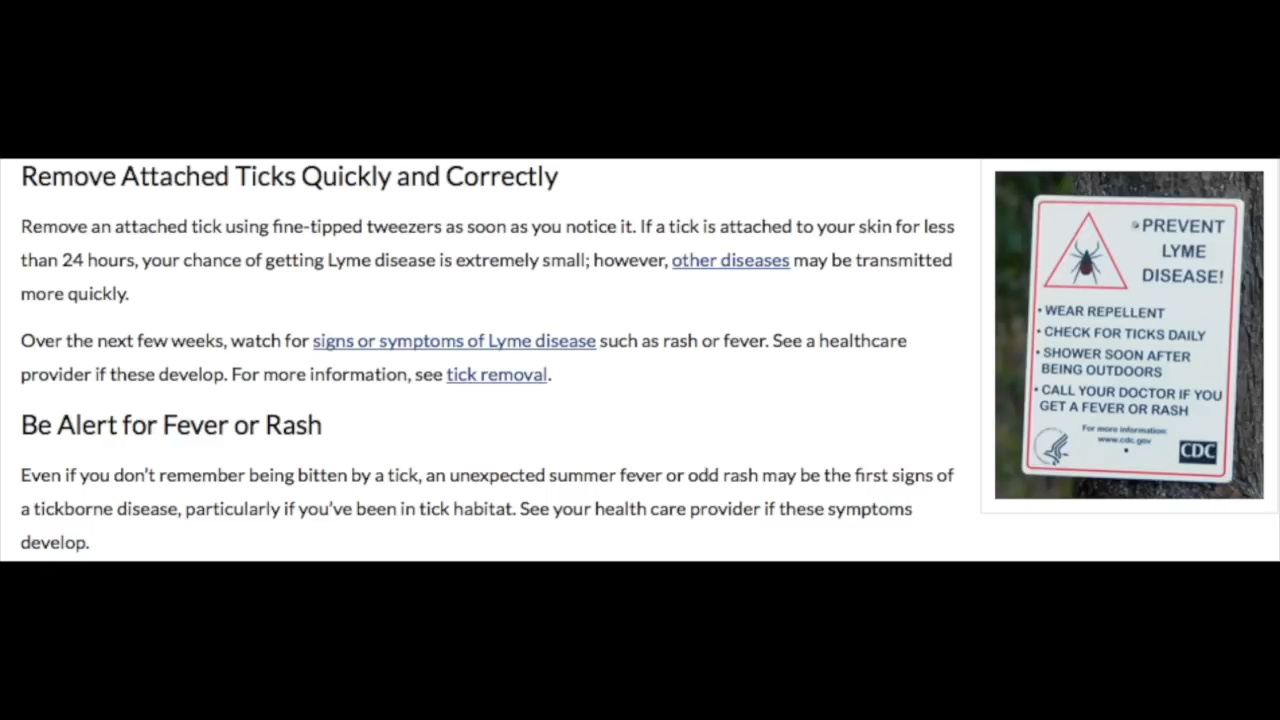 Remove Attached Ticks Quickly and Correctly
Remove an attached tick using fine-tipped tweezers as soon as you notice it. If a tick is attached to your skin for less
than 24 hours, your chance of getting Lyme disease is extremely small; however, other diseases may be transmitted
more quickly.
Over the next few weeks, watch for signs or symptoms of Lyme disease such as rash or fever. See a healthcare
provider if these develop. For more information, see tick removal.
Be Alert for Fever or Rash
Even if you don’t remember being bitten by a tick, an unexpected summer fever or odd rash may be the first signs of
a tickborne disease, particularly if you’ve been in tick habitat. See your health care provider if these symptoms
develop.
PREVENT
LYME
DISEASE!
• WEAR REPELLENT
• CHECK FOR TICKS DAILY
• SHOWER SOON AFTER
BEING OUTDOORS
• CALL YOUR DOCTOR IF YOU
GET A FEVER OR RASH
For more information:
www.cdc.gov
CDC